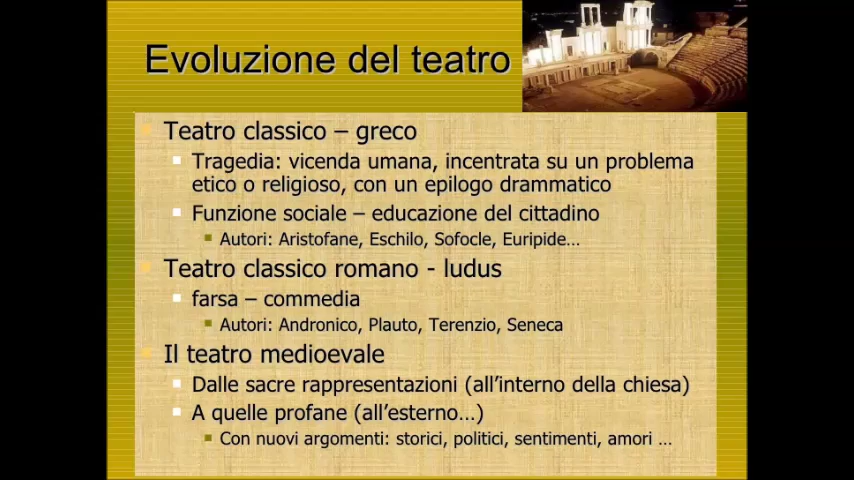 Evoluzione del teatro
Teatro classico – greco
Tragedia: vicenda umana, incentrata su un problema
etico o religioso, con un epilogo drammatico
Funzione sociale – educazione del cittadino
Autori: Aristofane, Eschilo, Sofocle, Euripide…
Teatro classico romano - ludus
farsa – commedia
Autori: Andronico, Plauto, Terenzio, Seneca
Il teatro medioevale
Dalle sacre rappresentazioni (all’interno della chiesa)
A quelle profane (all’esterno…)
Con nuovi argomenti: storici, politici, sentimenti, amori …